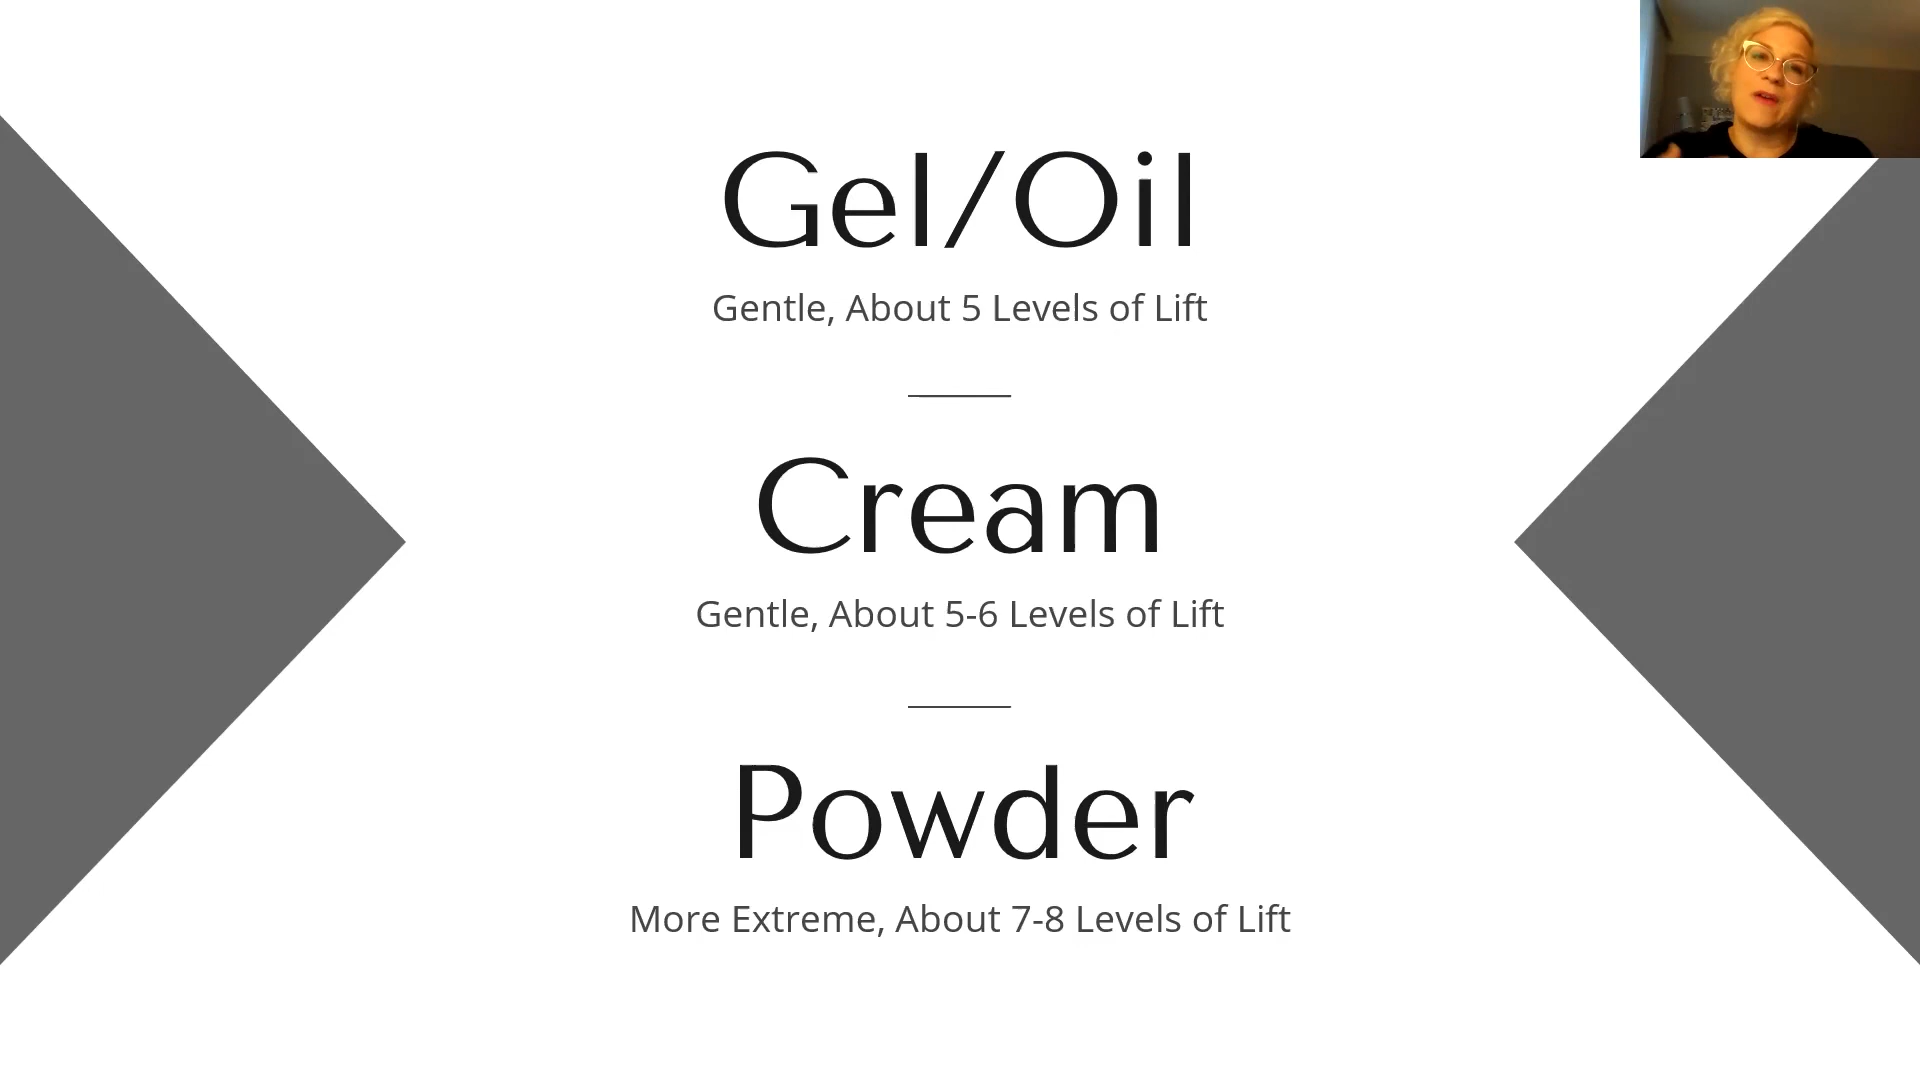 Gel/Oil
Gentle, About 5 Levels of Lift
Cream
Gentle, About 5-6 Levels of Lift
Powder
More Extreme, About 7-8 Levels of Lift